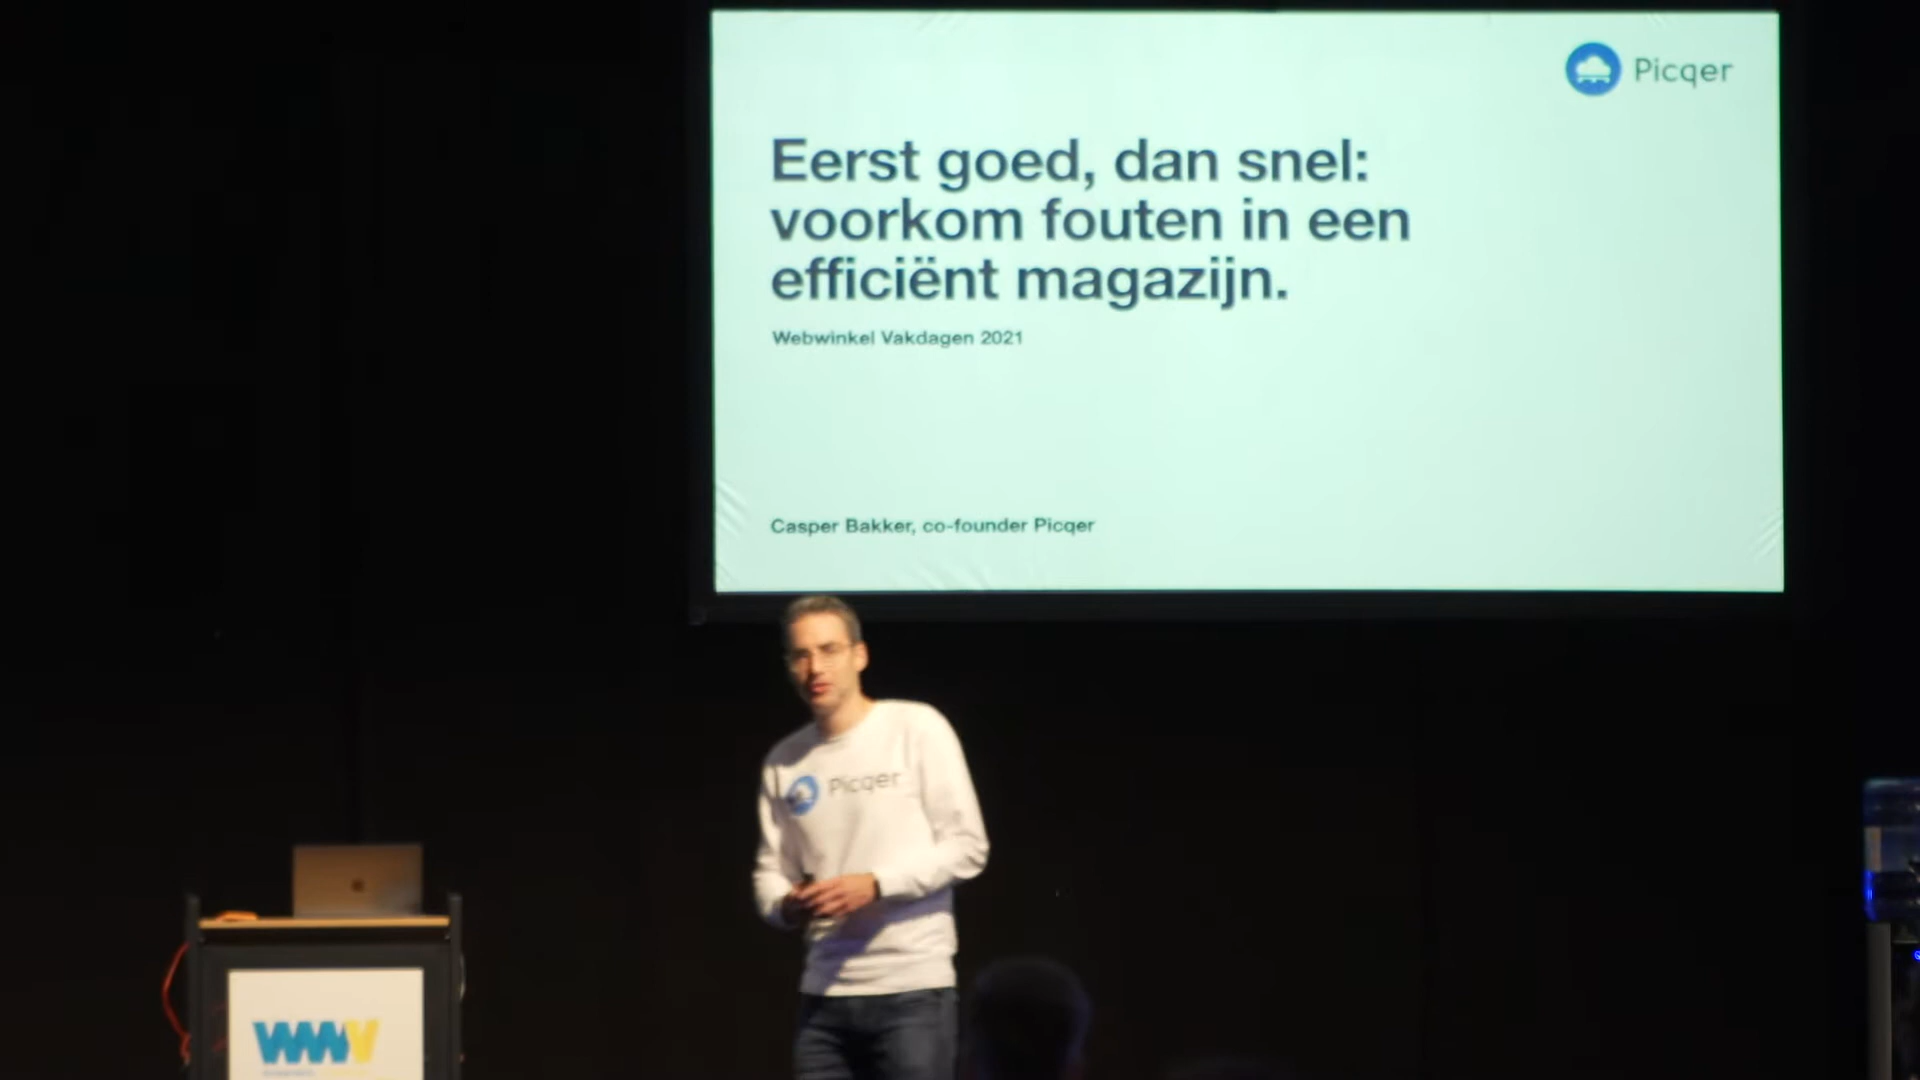 Picqer
Eerst goed, dan snel:
voorkom fouten in een
efficiënt magazijn.
Webwinkel Vakdagen 2021
Casper Bakker, co-founder Picqer
Picqer
WWV